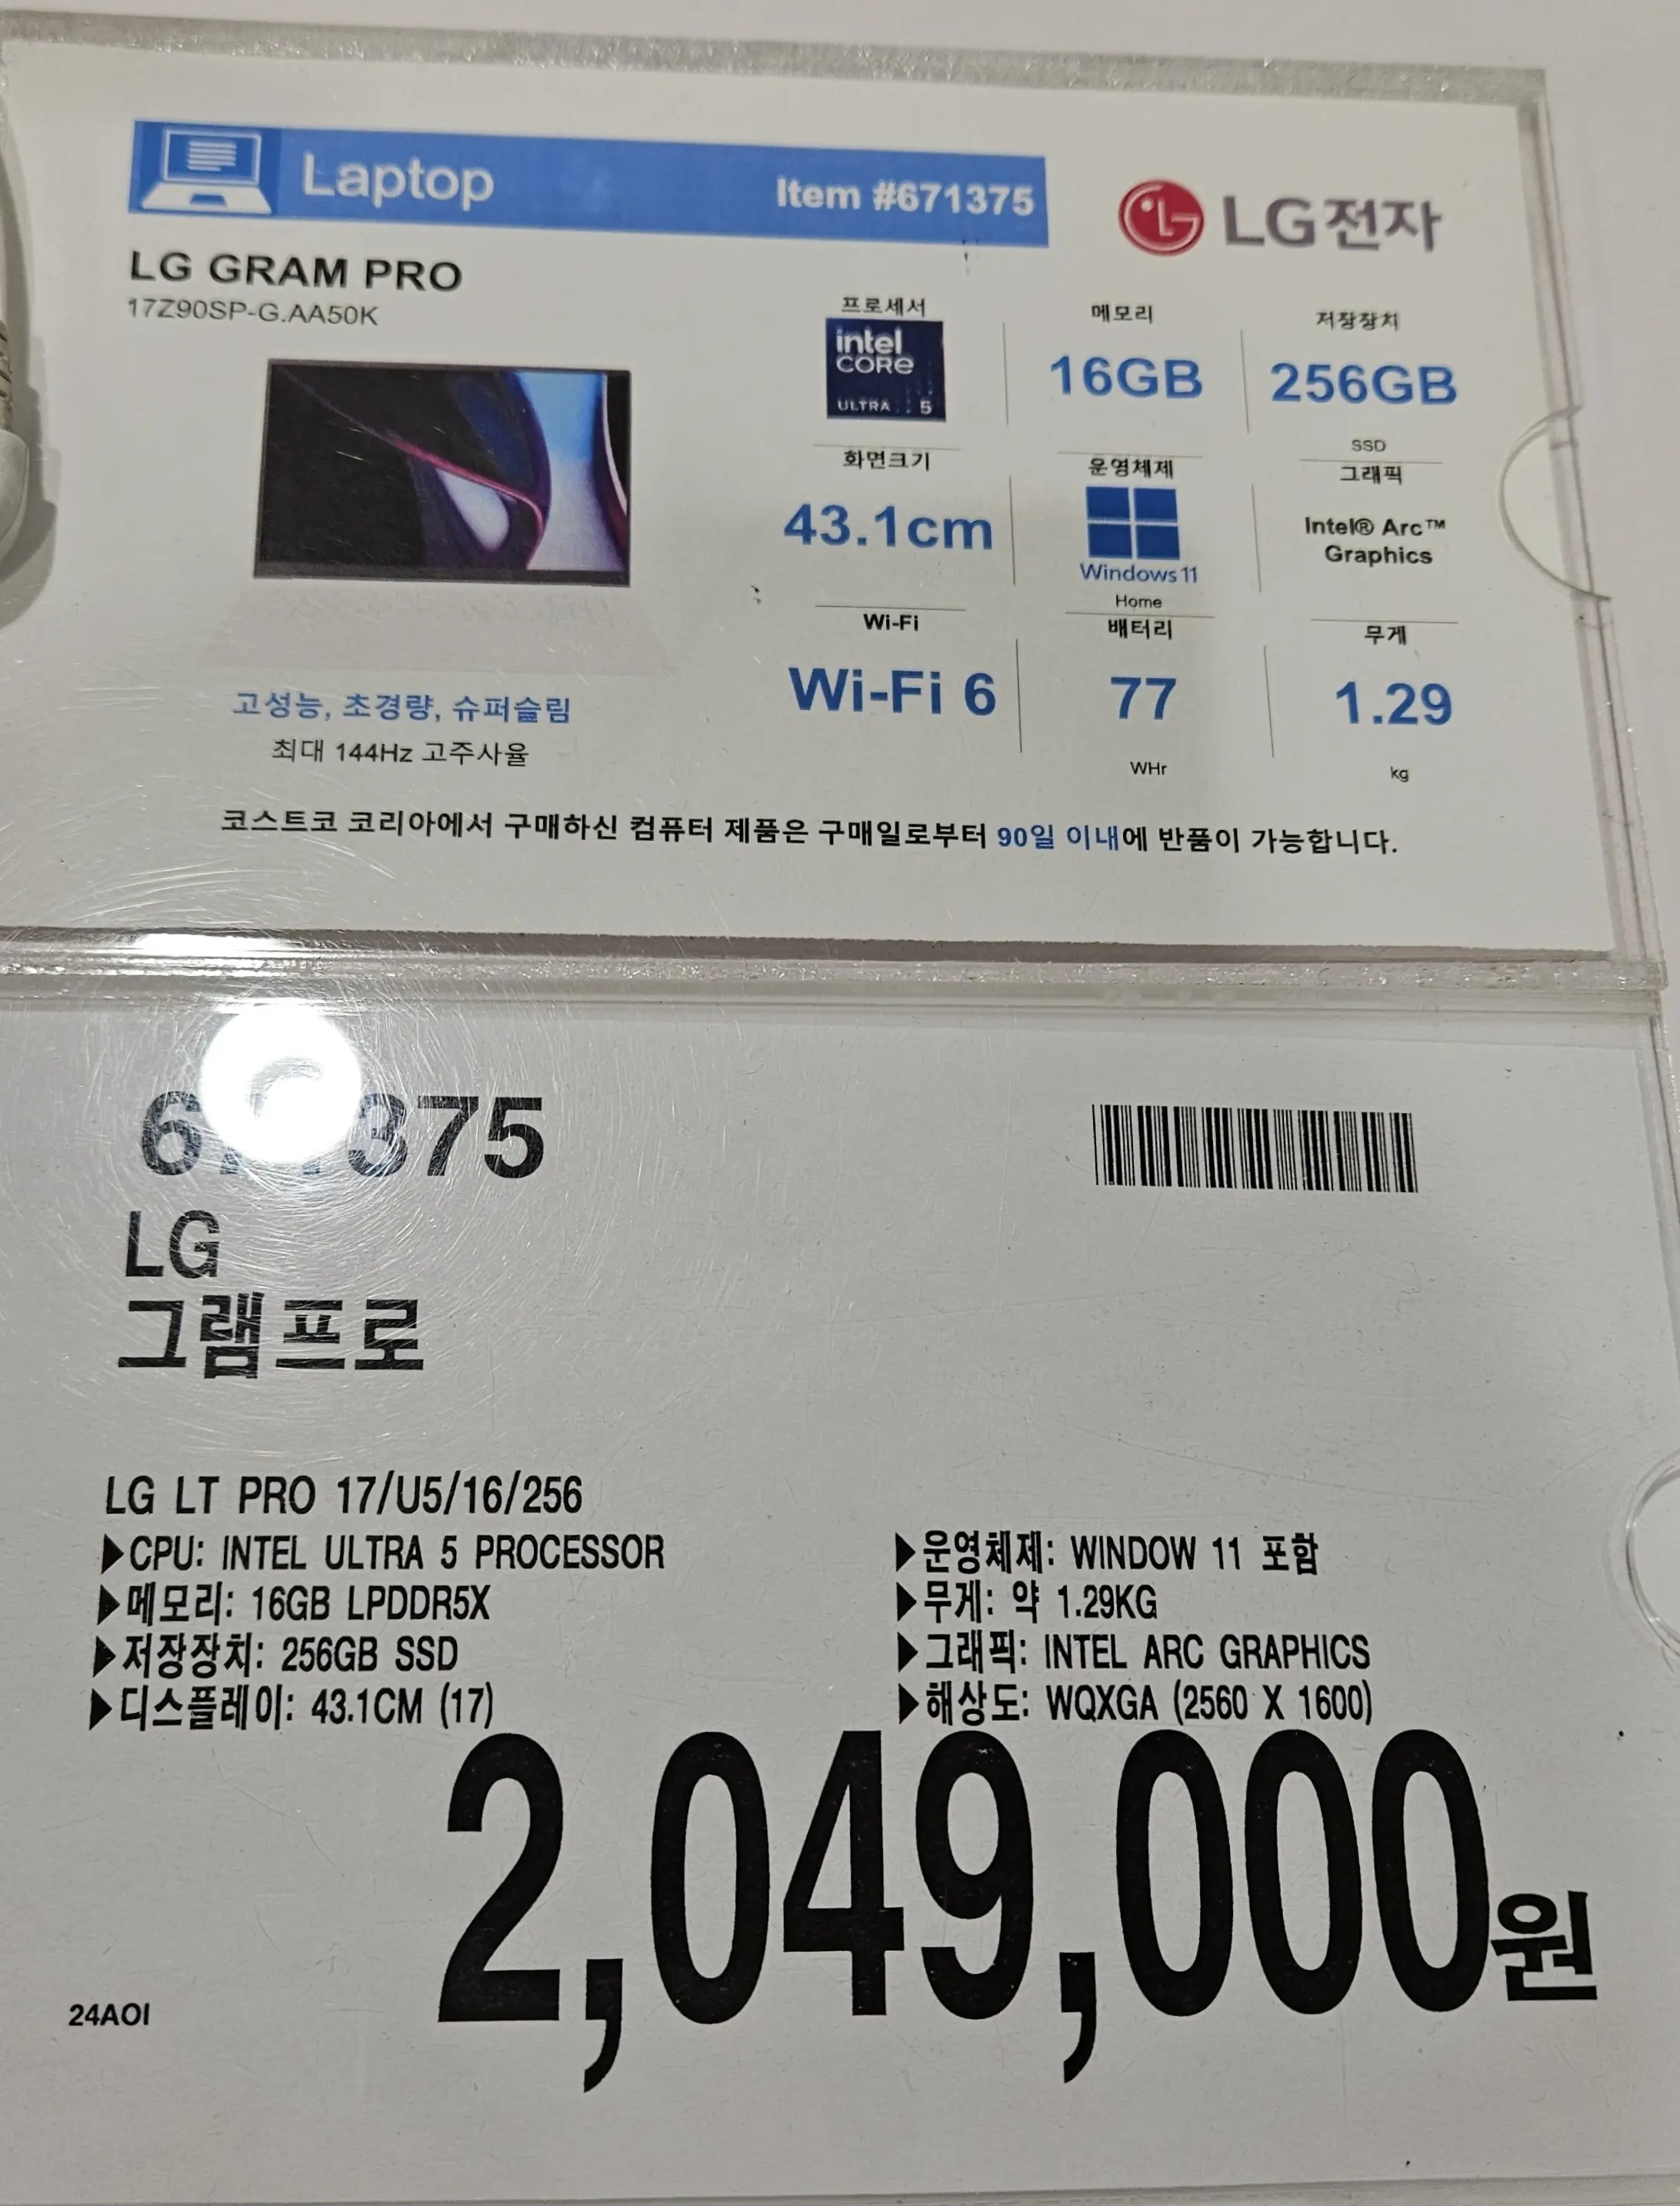 Laptop Item #671375
LG전자
LG GRAM PRO
17Z90SP-G.AA50K
프로세서
intel
CORE
ULTRA 5
메모리
16GB
저장장치
256GB
SSD
화면크기
43.1cm
운영체제
Windows 11
Home
그래픽
Intel® Arc™
Graphics
Wi-Fi
Wi-Fi 6
배터리
77
WHr
무게
1.29
kg
고성능, 초경량, 슈퍼슬림
최대 144Hz 고주사율
코스트코 코리아에서 구매하신 컴퓨터 제품은 구매일로부터 90일 이내에 반품이 가능합니다.
671375
LG
그램프로
LG LT PRO 17/U5/16/256
▶CPU: INTEL ULTRA 5 PROCESSOR
▶메모리: 16GB LPDDR5X
▶저장장치: 256GB SSD
▶디스플레이: 43.1CM (17)
▶운영체제: WINDOW 11 포함
▶무게: 약 1.29KG
▶그래픽: INTEL ARC GRAPHICS
▶해상도: WQXGA (2560 X 1600)
2,049,000원
24AOI